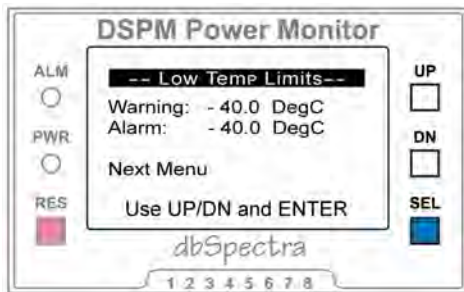 DSPM Power Monitor
ALM
PWR
RES
-- Low Temp Limits--
Warning: - 40.0 DegC
Alarm: - 40.0 DegC
Next Menu
Use UP/DN and ENTER
UP
DN
SEL
dbSpectra
1 2 3 4 5 6 7 8